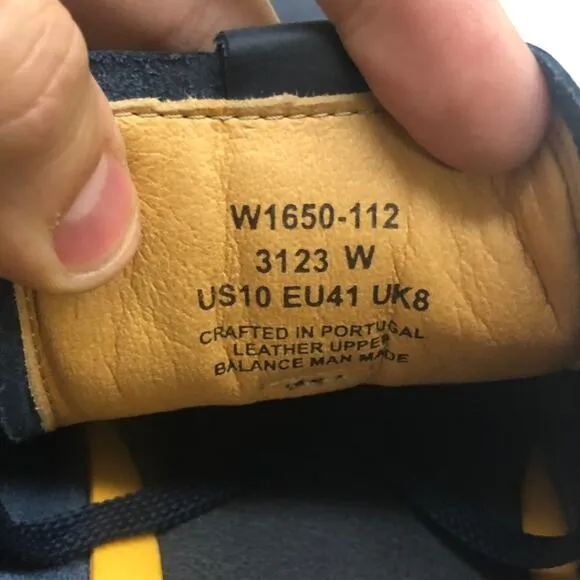 W1650-112
3123 W
US10 EU41 UK8
CRAFTED IN PORTUGAL
LEATHER UPPER
BALANCE MAN MADE